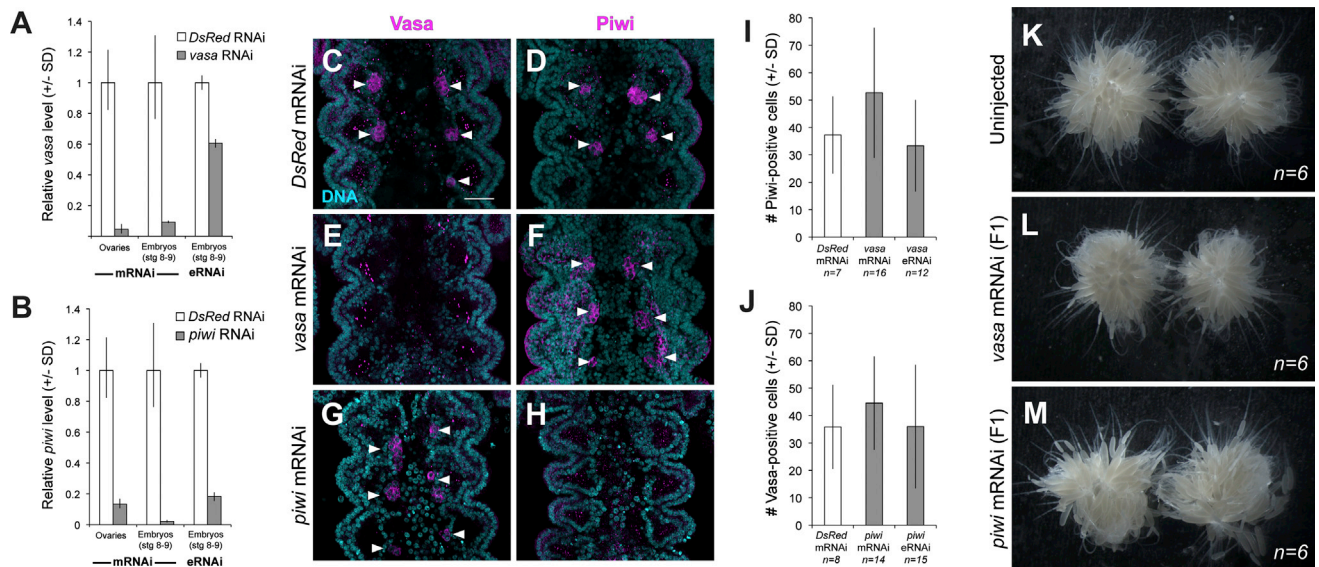 A
Relative vasa level (+/- SD)
1.4
1.2
1
0.8
0.6
0.4
0.2
0
DsRed RNAi
vasa RNAi
Ovaries
Embryos
(stg 8-9)
Embryos
(stg 8-9)
mRNAi
eRNAi
B
Relative piwi level (+/- SD)
1.4
1.2
1
0.8
0.6
0.4
0.2
0
DsRed RNAi
piwi RNAi
Ovaries
Embryos
(stg 8-9)
Embryos
(stg 8-9)
mRNAi
eRNAi
Vasa
Piwi
DsRed mRNAi
C
DNA
D
vasa mRNAi
E
F
piwi mRNAi
G
H
I
# Piwi-positive cells (+/- SD)
80
70
60
50
40
30
20
10
0
DsRed vasa vasa
mRNAi mRNAi eRNAi
n=7 n=16 n=12
J
# Vasa-positive cells (+/- SD)
80
70
60
50
40
30
20
10
0
DsRed piwi piwi
mRNAi mRNAi eRNAi
n=8 n=14 n=15
Uninjected
K
n=6
vasa mRNAi (F1)
L
n=6
piwi mRNAi (F1)
M
n=6